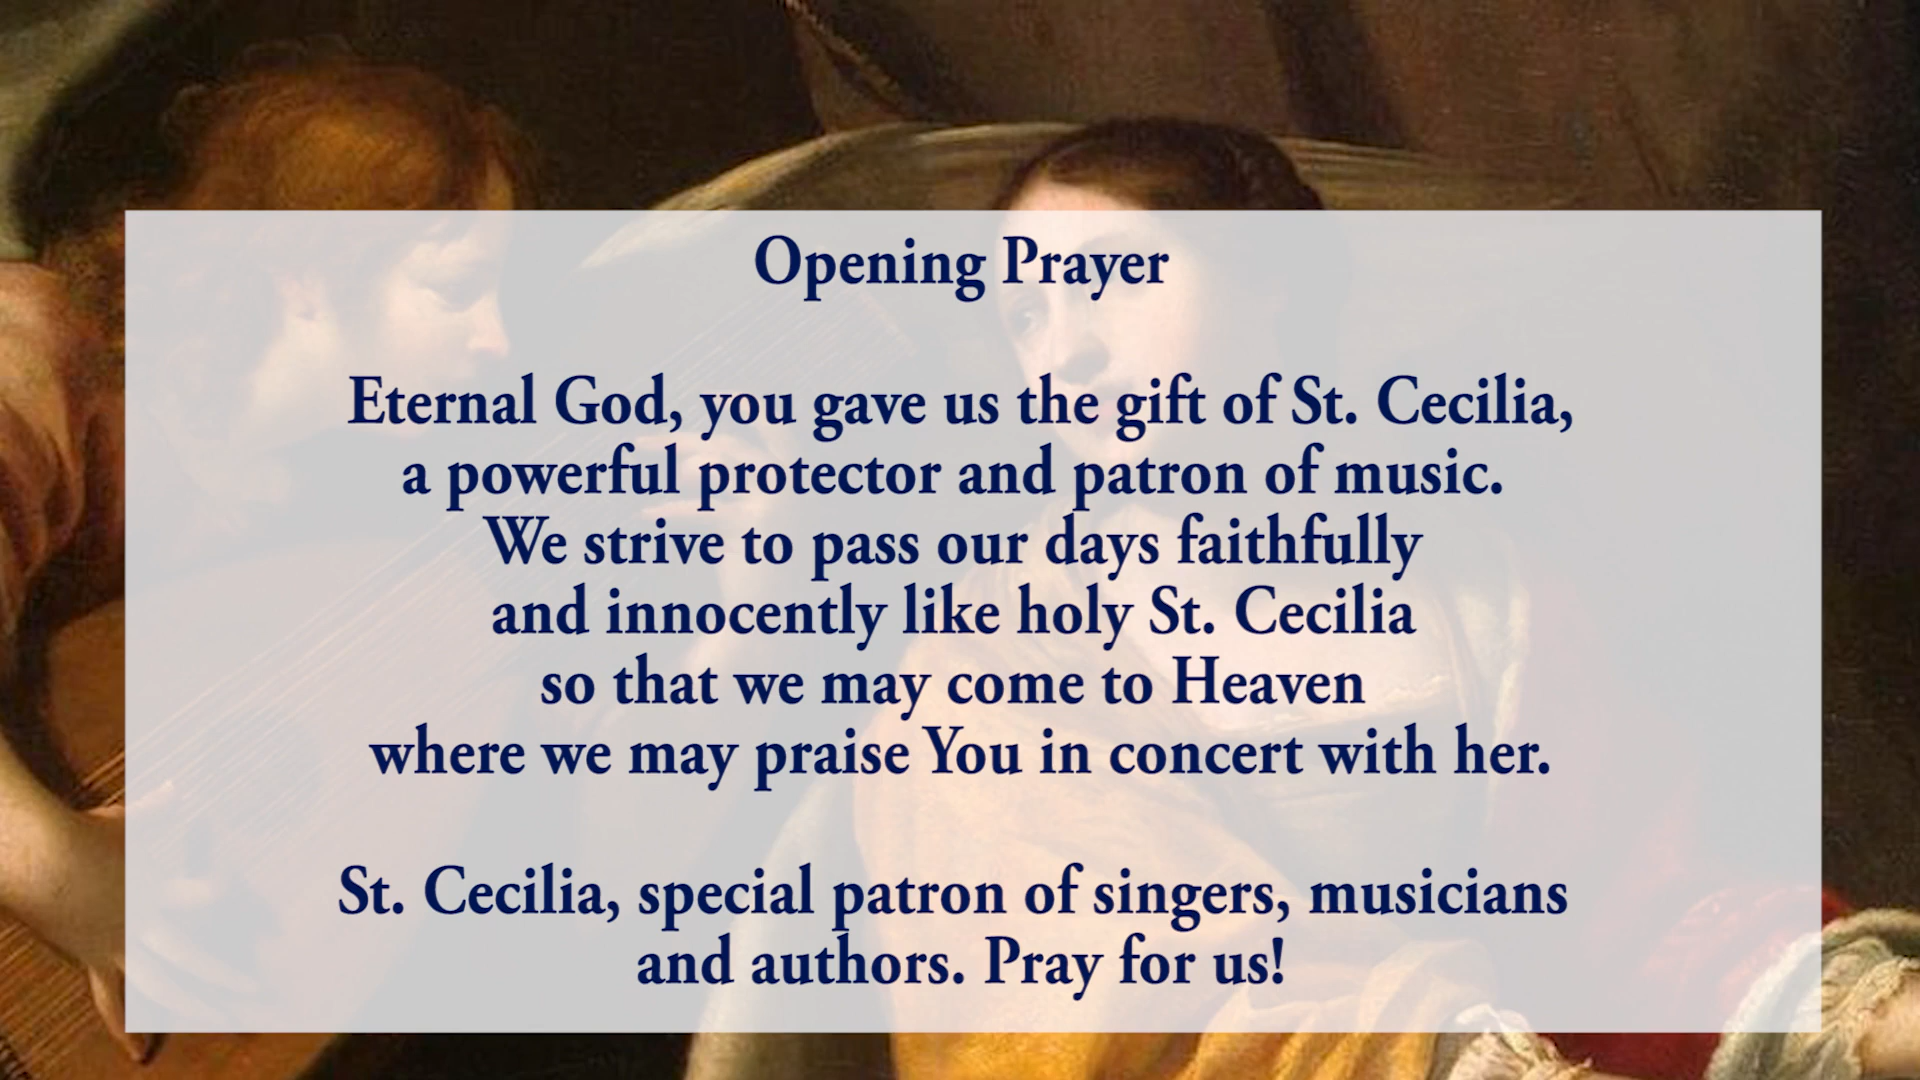 Opening Prayer
Eternal God, you gave us the gift of St. Cecilia,
a powerful protector and patron of music.
We strive to pass our days faithfully
and innocently like holy St. Cecilia
so that we may come to Heaven
where we may praise You in concert with her.
St. Cecilia, special patron of singers, musicians
and authors. Pray for us!